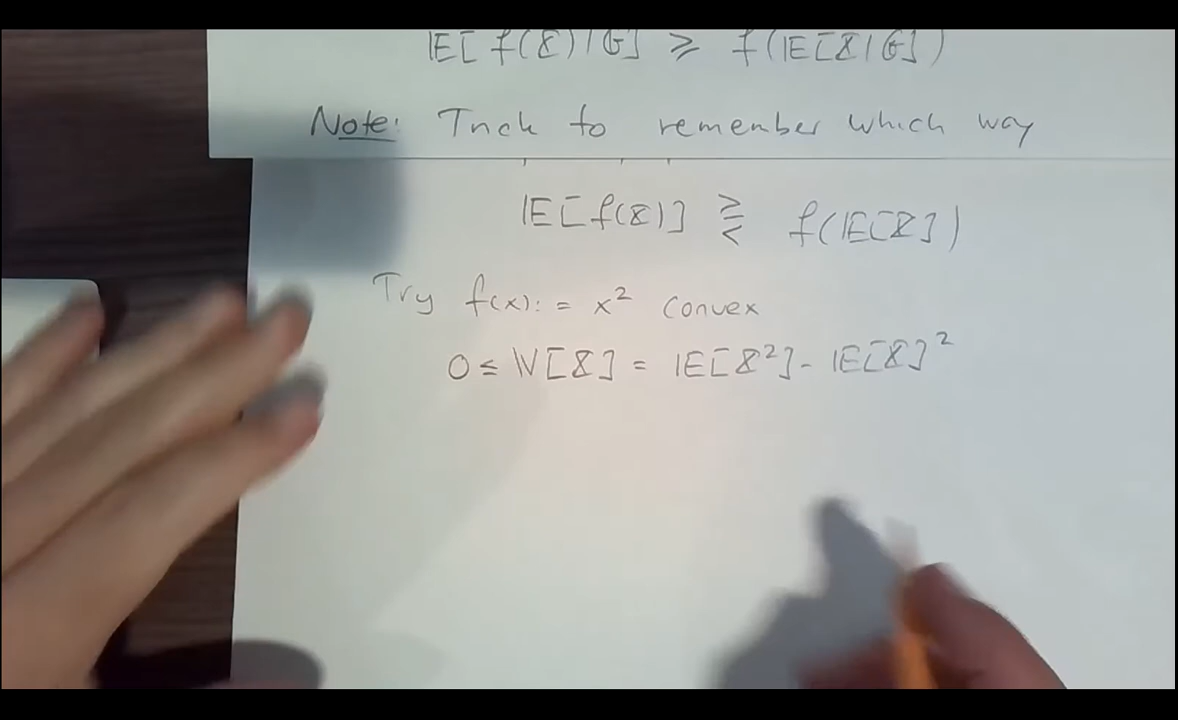 𝔼[f(X)|G] ≥ f(𝔼[X|G])
Note: Trick to remember which way
𝔼[f(X)] ⪌ f(𝔼[X])
Try f(x):= x² convex
0 ≤ 𝕍[X] = 𝔼[X²] - 𝔼[X]²